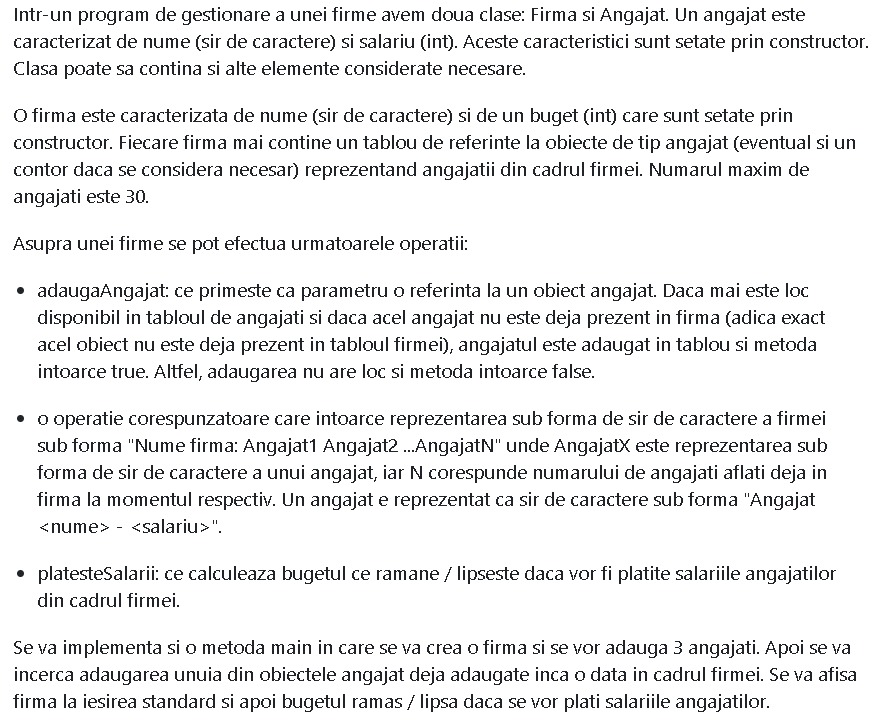 Intr-un program de gestionare a unei firme avem doua clase: Firma si Angajat. Un angajat este
caracterizat de nume (sir de caractere) si salariu (int). Aceste caracteristici sunt setate prin constructor.
Clasa poate sa contina si alte elemente considerate necesare.
O firma este caracterizata de nume (sir de caractere) si de un buget (int) care sunt setate prin
constructor. Fiecare firma mai contine un tablou de referinte la obiecte de tip angajat (eventual si un
contor daca se considera necesar) reprezentand angajatii din cadrul firmei. Numarul maxim de
angajati este 30.
Asupra unei firme se pot efectua urmatoarele operatii:
• adaugaAngajat: ce primeste ca parametru o referinta la un obiect angajat. Daca mai este loc
disponibil in tabloul de angajati si daca acel angajat nu este deja prezent in firma (adica exact
acel obiect nu este deja prezent in tabloul firmei), angajatul este adaugat in tablou si metoda
intoarce true. Altfel, adaugarea nu are loc si metoda intoarce false.
• o operatie corespunzatoare care intoarce reprezentarea sub forma de sir de caractere a firmei
sub forma "Nume firma: Angajat1 Angajat2 ...AngajatN" unde AngajatX este reprezentarea sub
forma de sir de caractere a unui angajat, iar N corespunde numarului de angajati aflati deja in
firma la momentul respectiv. Un angajat e reprezentat ca sir de caractere sub forma "Angajat
<nume> - <salariu>".
• platesteSalarii: ce calculeaza bugetul ce ramane / lipseste daca vor fi platite salariile angajatilor
din cadrul firmei.
Se va implementa si o metoda main in care se va crea o firma si se vor adauga 3 angajati. Apoi se va
incerca adaugarea unuia din obiectele angajat deja adaugate inca o data in cadrul firmei. Se va afisa
firma la iesirea standard si apoi bugetul ramas / lipsa daca se vor plati salariile angajatilor.